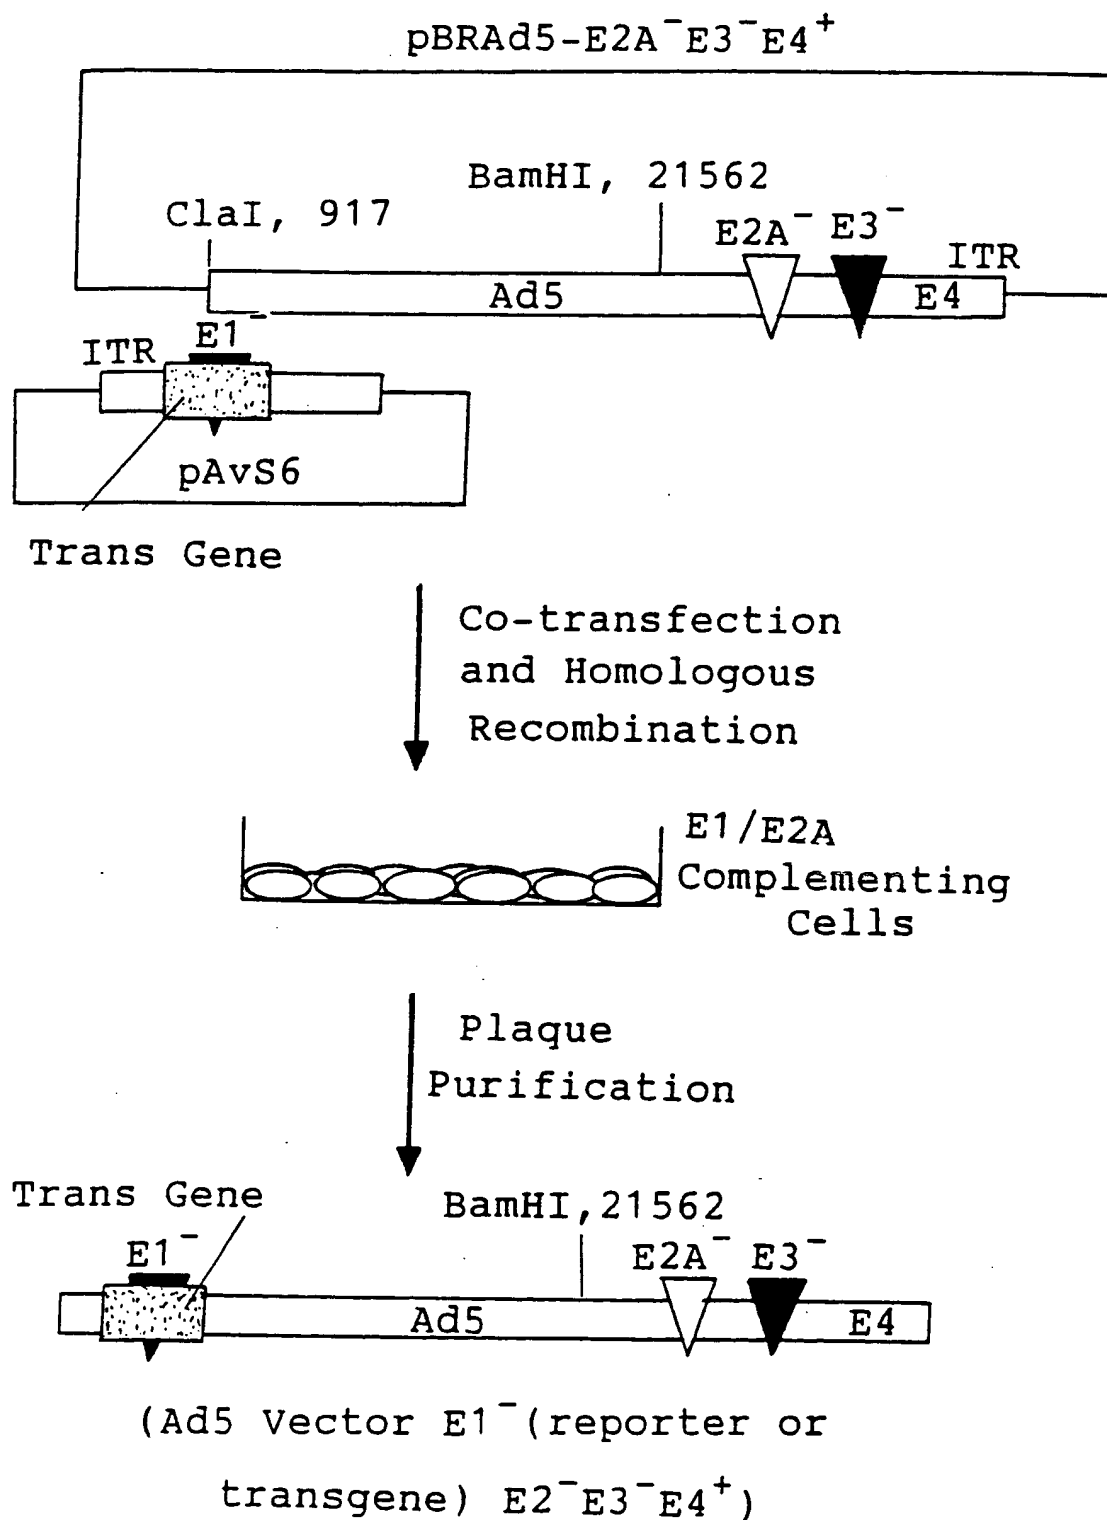 pBRAd5-E2A⁻E3⁻E4⁺
BamHI, 21562
ClaI, 917
E2A⁻ E3⁻
ITR
Ad5
E4
E1⁻
ITR
pAvS6
Trans Gene
Co-transfection
and Homologous
Recombination
E1/E2A
Complementing
Cells
Plaque
Purification
Trans Gene
BamHI,21562
E1⁻
E2A⁻ E3⁻
Ad5
E4
(Ad5 Vector E1⁻(reporter or
transgene) E2⁻E3⁻E4⁺)